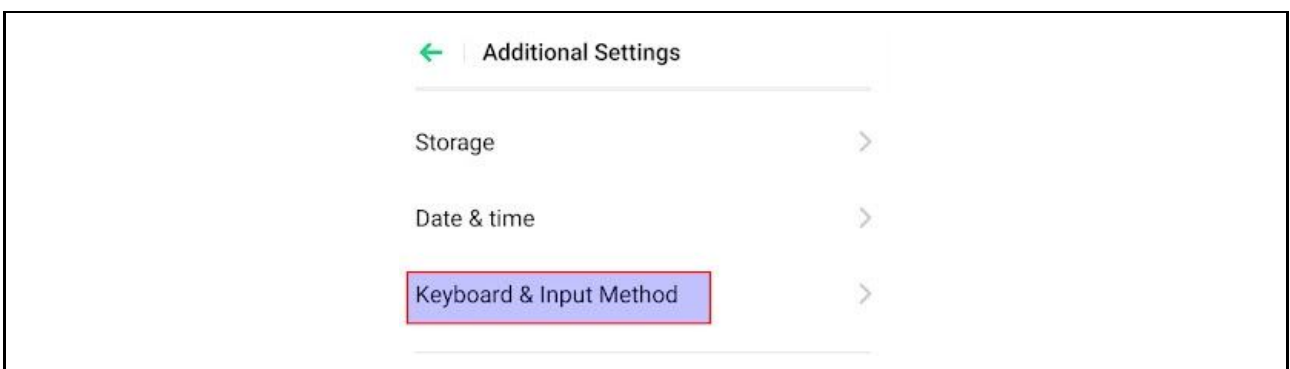 Additional Settings
Storage
Date & time
Keyboard & Input Method